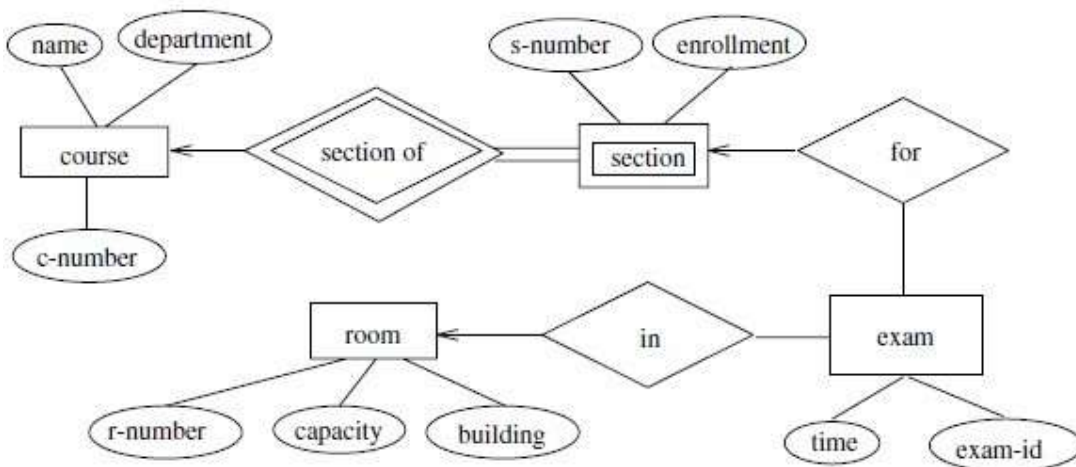 name
department
s-number
enrollment
course
section of
section
for
c-number
room
in
exam
r-number
capacity
building
time
exam-id